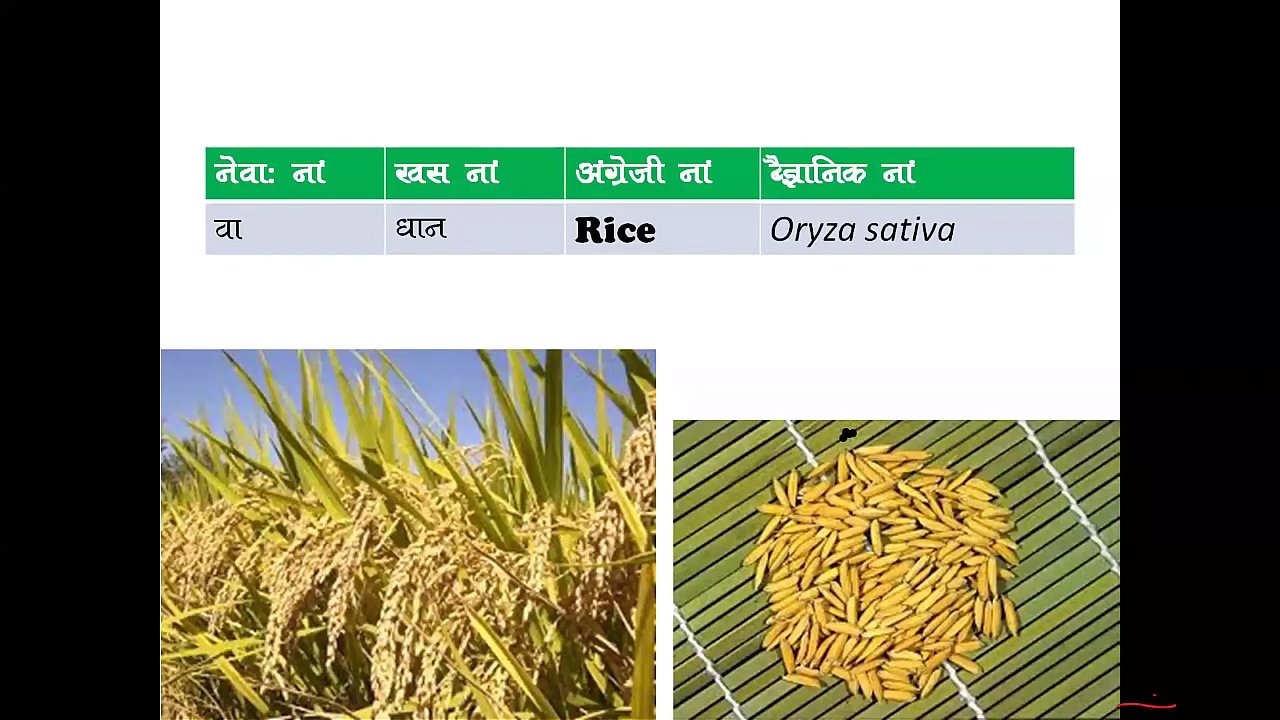 नेवाः नां खस नां अंग्रेजी नां बैज्ञानिक नां
वा धान Rice Oryza sativa